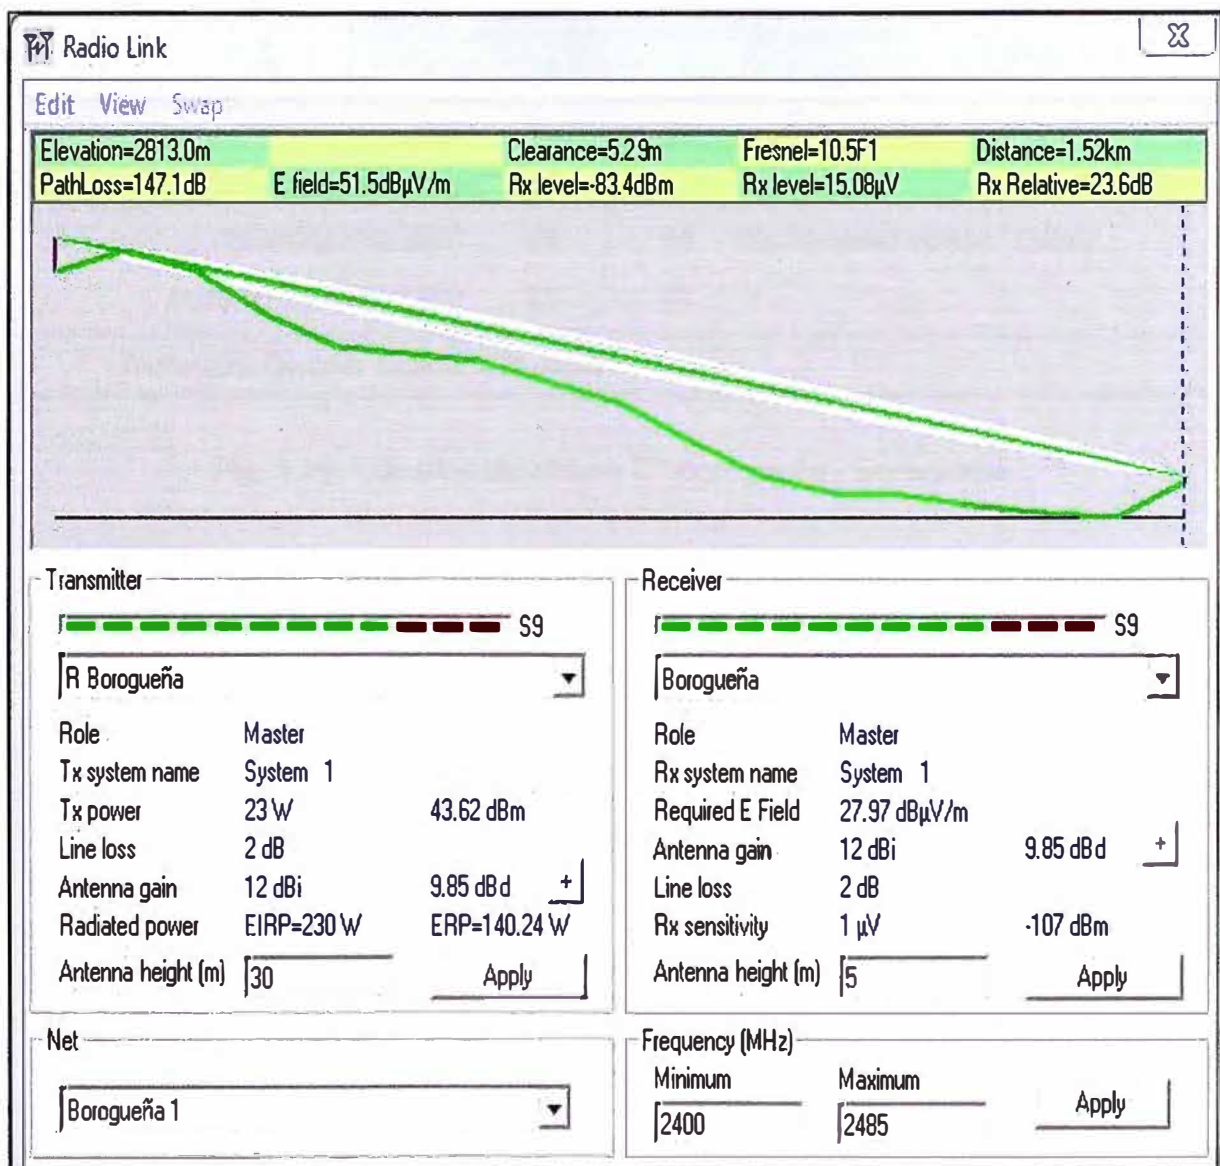 Radio Link
Edit View Swap
Elevation=2813.0m Clearance=5.29m Fresnel=10.5F1 Distance=1.52km
PathLoss=147.1dB E field=51.5dBµV/m Rx level=-83.4dBm Rx level=15.08µV Rx Relative=23.6dB
Transmitter
S9
R Borogueña
Role Master
Tx system name System 1
Tx power 23 W 43.62 dBm
Line loss 2 dB
Antenna gain 12 dBi 9.85 dBd +
Radiated power EIRP=230 W ERP=140.24 W
Antenna height (m) 30 Apply
Net
Borogueña 1
Receiver
S9
Borogueña
Role Master
Rx system name System 1
Required E Field 27.97 dBµV/m
Antenna gain 12 dBi 9.85 dBd +
Line loss 2 dB
Rx sensitivity 1 µV -107 dBm
Antenna height (m) 5 Apply
Frequency (MHz)
Minimum Maximum
2400 2485 Apply